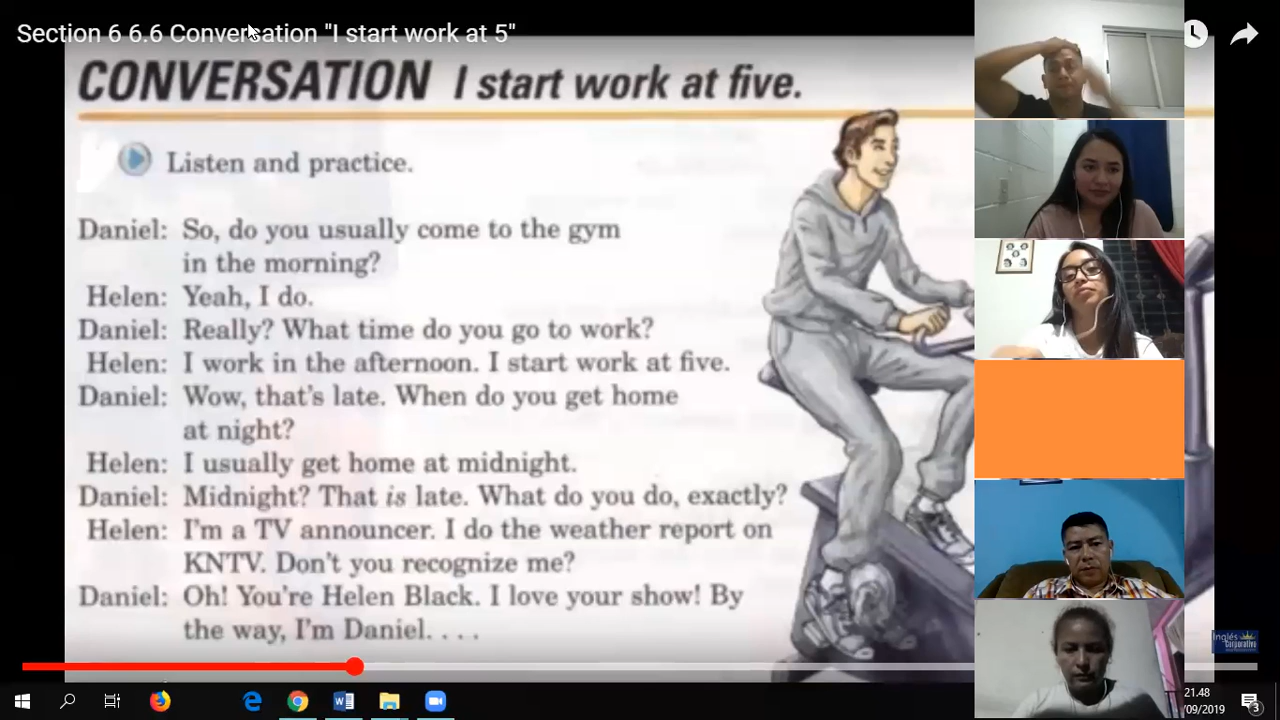 Section 6 6.6 Conversation "I start work at 5"
CONVERSATION I start work at five.
Listen and practice.
Daniel: So, do you usually come to the gym
in the morning?
Helen: Yeah, I do.
Daniel: Really? What time do you go to work?
Helen: I work in the afternoon. I start work at five.
Daniel: Wow, that's late. When do you get home
at night?
Helen: I usually get home at midnight.
Daniel: Midnight? That is late. What do you do, exactly?
Helen: I'm a TV announcer. I do the weather report on
KNTV. Don't you recognize me?
Daniel: Oh! You're Helen Black. I love your show! By
the way, I'm Daniel. . . .
Inglés
Corporativo
21.48
/09/2019
3